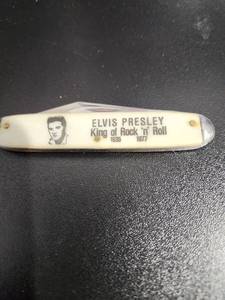 ELVIS PRESLEY
King of Rock 'n' Roll
1935 1977